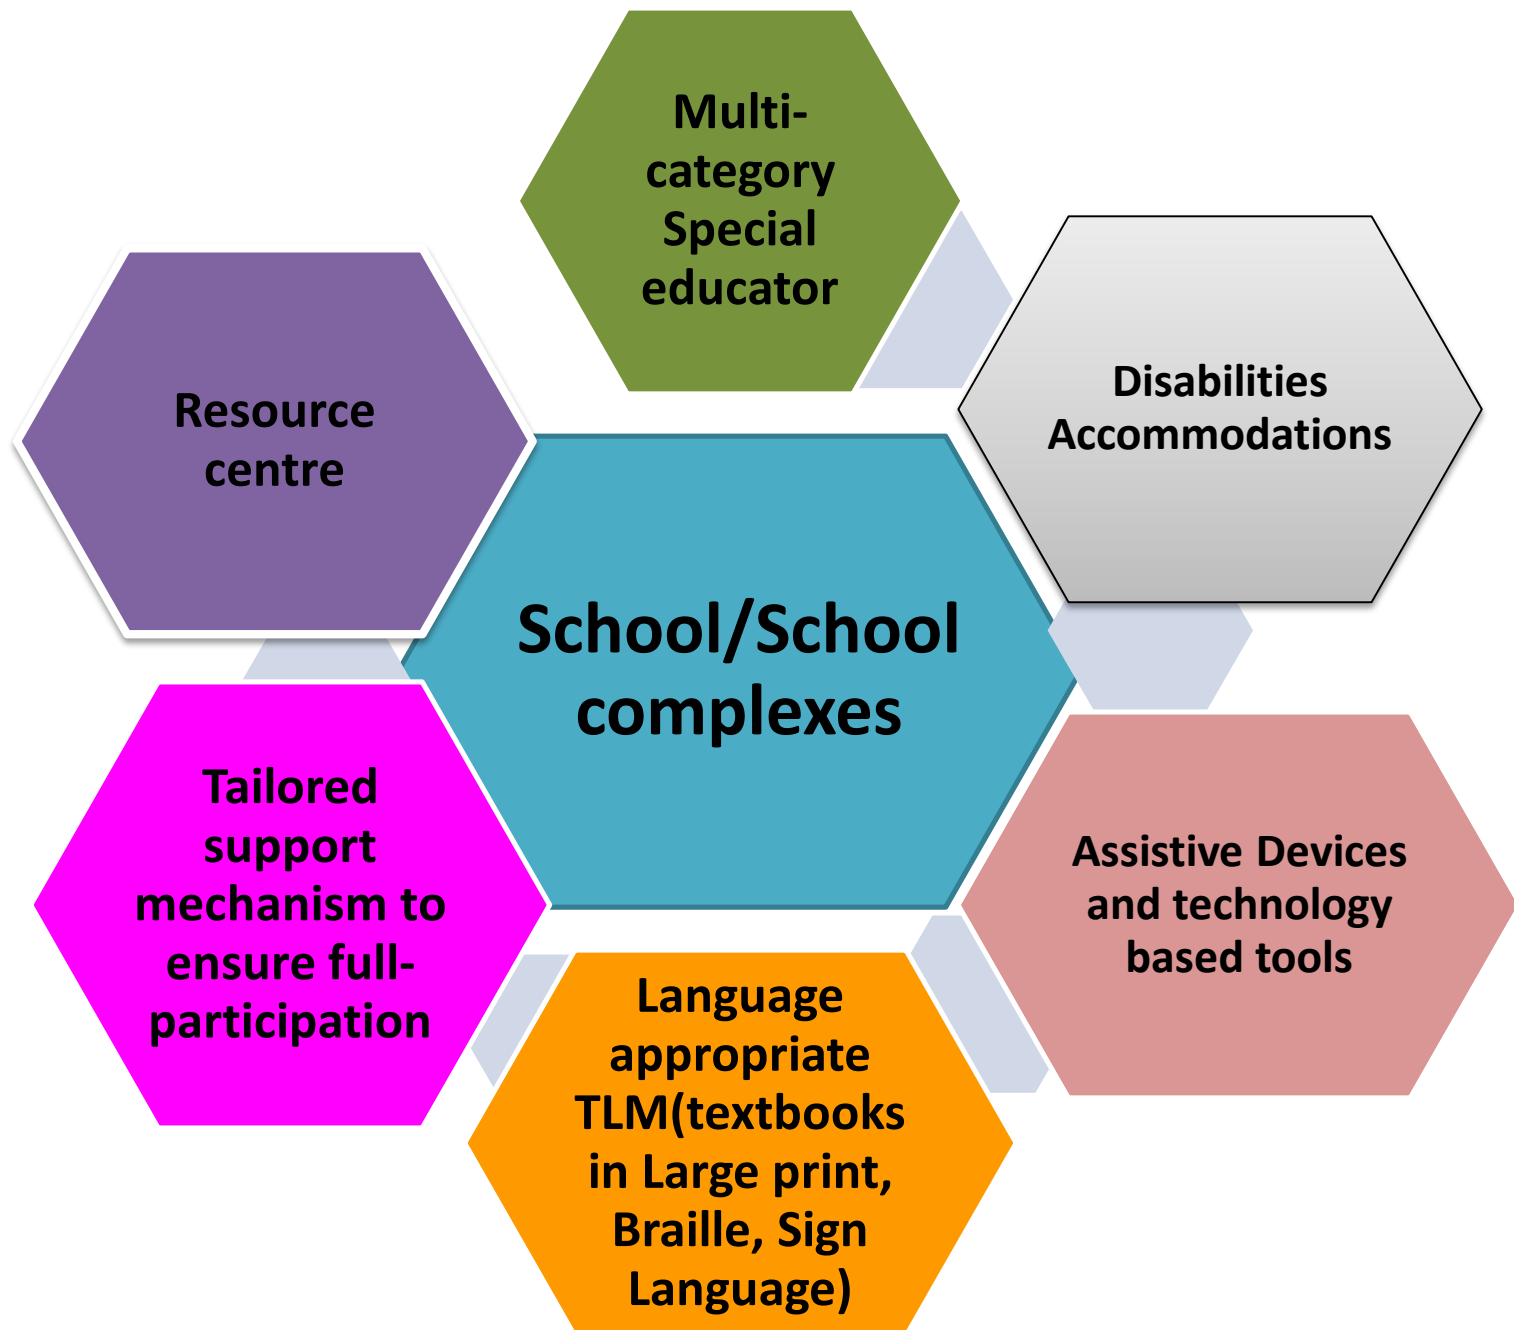 Multi-
category
Special
educator
Disabilities
Accommodations
Resource
centre
School/School
complexes
Tailored
support
mechanism to
ensure full-
participation
Assistive Devices
and technology
based tools
Language
appropriate
TLM(textbooks
in Large print,
Braille, Sign
Language)